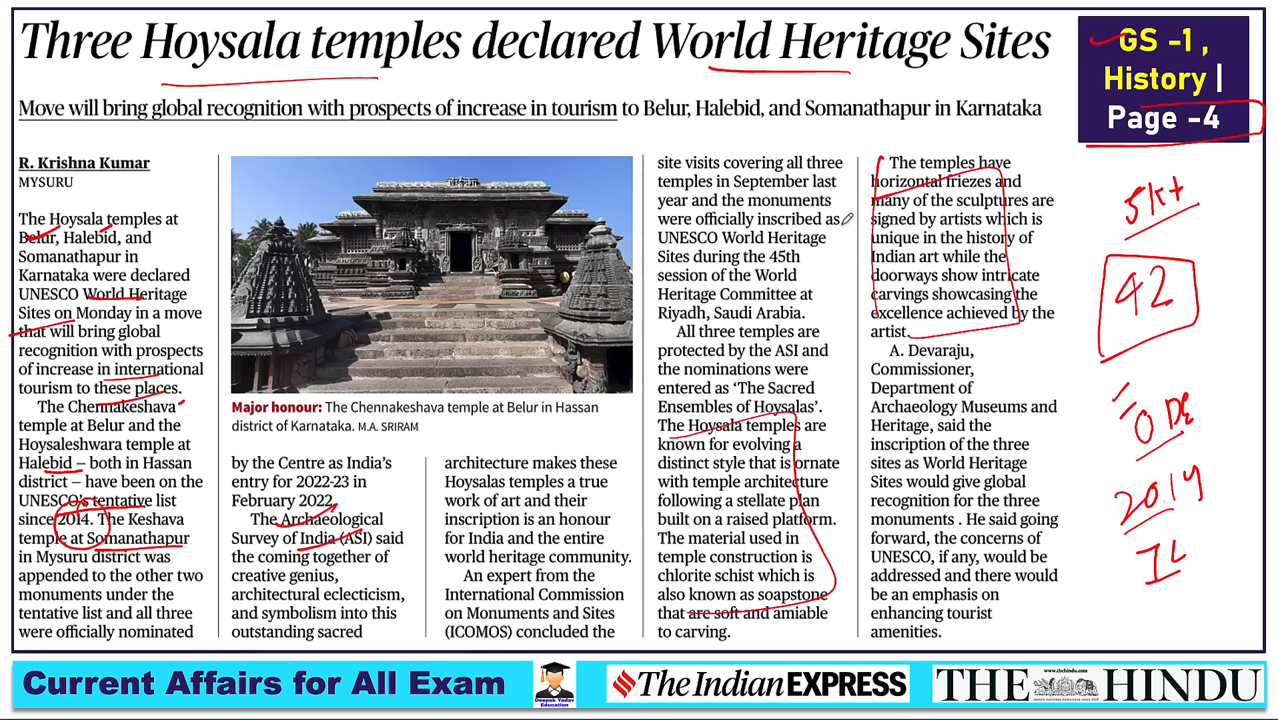 Three Hoysala temples declared World Heritage Sites
Move will bring global recognition with prospects of increase in tourism to Belur, Halebid, and Somanathapur in Karnataka
GS -1 ,
History |
Page -4
R. Krishna Kumar
MYSURU
The Hoysala temples at
Belur, Halebid, and
Somanathapur in
Karnataka were declared
UNESCO World Heritage
Sites on Monday in a move
that will bring global
recognition with prospects
of increase in international
tourism to these places.
The Chennakeshava
temple at Belur and the
Hoysaleshwara temple at
Halebid – both in Hassan
district – have been on the
UNESCO's tentative list
since 2014. The Keshava
temple at Somanathapur
in Mysuru district was
appended to the other two
monuments under the
tentative list and all three
were officially nominated
Major honour: The Chennakeshava temple at Belur in Hassan
district of Karnataka. M.A. SRIRAM
by the Centre as India's
entry for 2022-23 in
February 2022.
The Archaeological
Survey of India (ASI) said
the coming together of
creative genius,
architectural eclecticism,
and symbolism into this
outstanding sacred
architecture makes these
Hoysalas temples a true
work of art and their
inscription is an honour
for India and the entire
world heritage community.
An expert from the
International Commission
on Monuments and Sites
(ICOMOS) concluded the
site visits covering all three
temples in September last
year and the monuments
were officially inscribed as
UNESCO World Heritage
Sites during the 45th
session of the World
Heritage Committee at
Riyadh, Saudi Arabia.
All three temples are
protected by the ASI and
the nominations were
entered as 'The Sacred
Ensembles of Hoysalas'.
The Hoysala temples are
known for evolving a
distinct style that is ornate
with temple architecture
following a stellate plan
built on a raised platform.
The material used in
temple construction is
chlorite schist which is
also known as soapstone
that are soft and amiable
to carving.
The temples have
horizontal friezes and
many of the sculptures are
signed by artists which is
unique in the history of
Indian art while the
doorways show intricate
carvings showcasing the
excellence achieved by the
artist.
A. Devaraju,
Commissioner,
Department of
Archaeology Museums and
Heritage, said the
inscription of the three
sites as World Heritage
Sites would give global
recognition for the three
monuments . He said going
forward, the concerns of
UNESCO, if any, would be
addressed and there would
be an emphasis on
enhancing tourist
amenities.
42
2014
Current Affairs for All Exam
Deepak Yadav
Education
The Indian EXPRESS
THE HINDU
www.thehindu.com